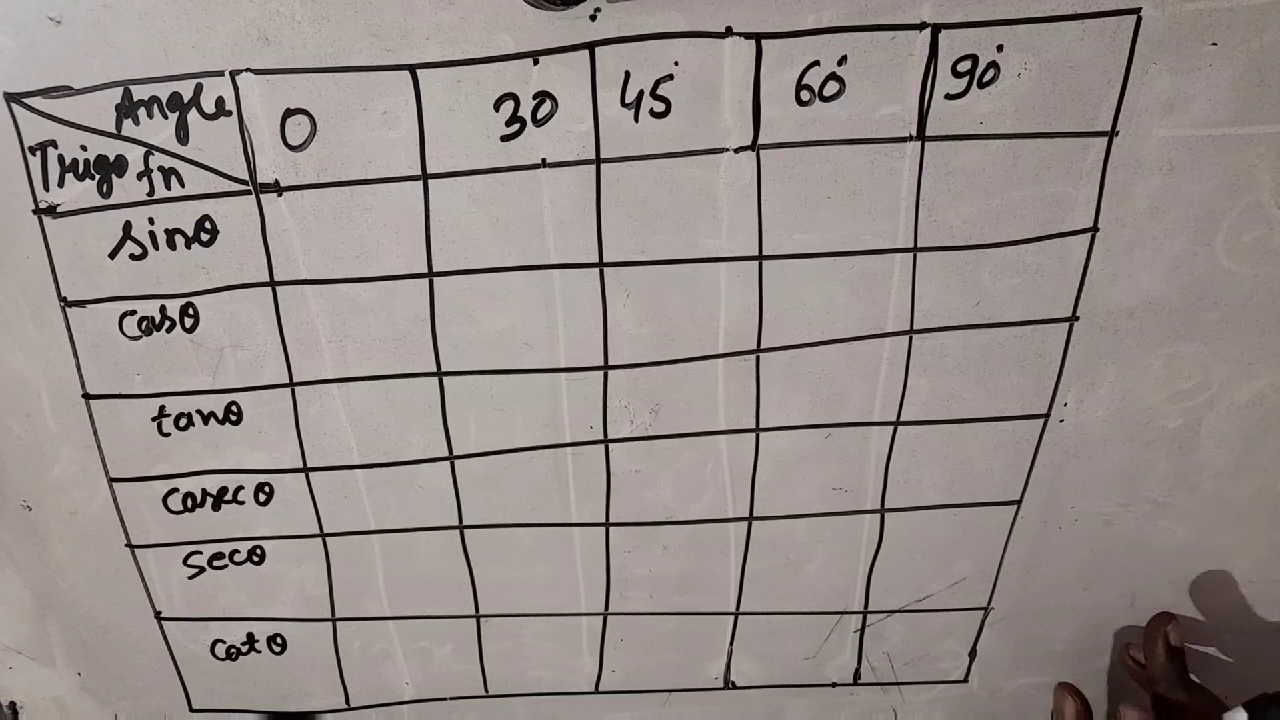 Angle
Trigo fn
0 30° 45° 60° 90°
sinθ
cosθ
tanθ
cosecθ
secθ
cotθ